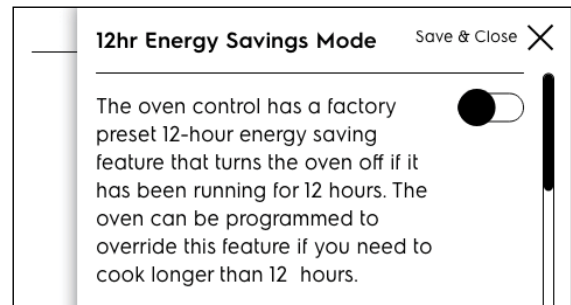 12hr Energy Savings Mode
Save & Close
The oven control has a factory
preset 12-hour energy saving
feature that turns the oven off if it
has been running for 12 hours. The
oven can be programmed to
override this feature if you need to
cook longer than 12  hours.